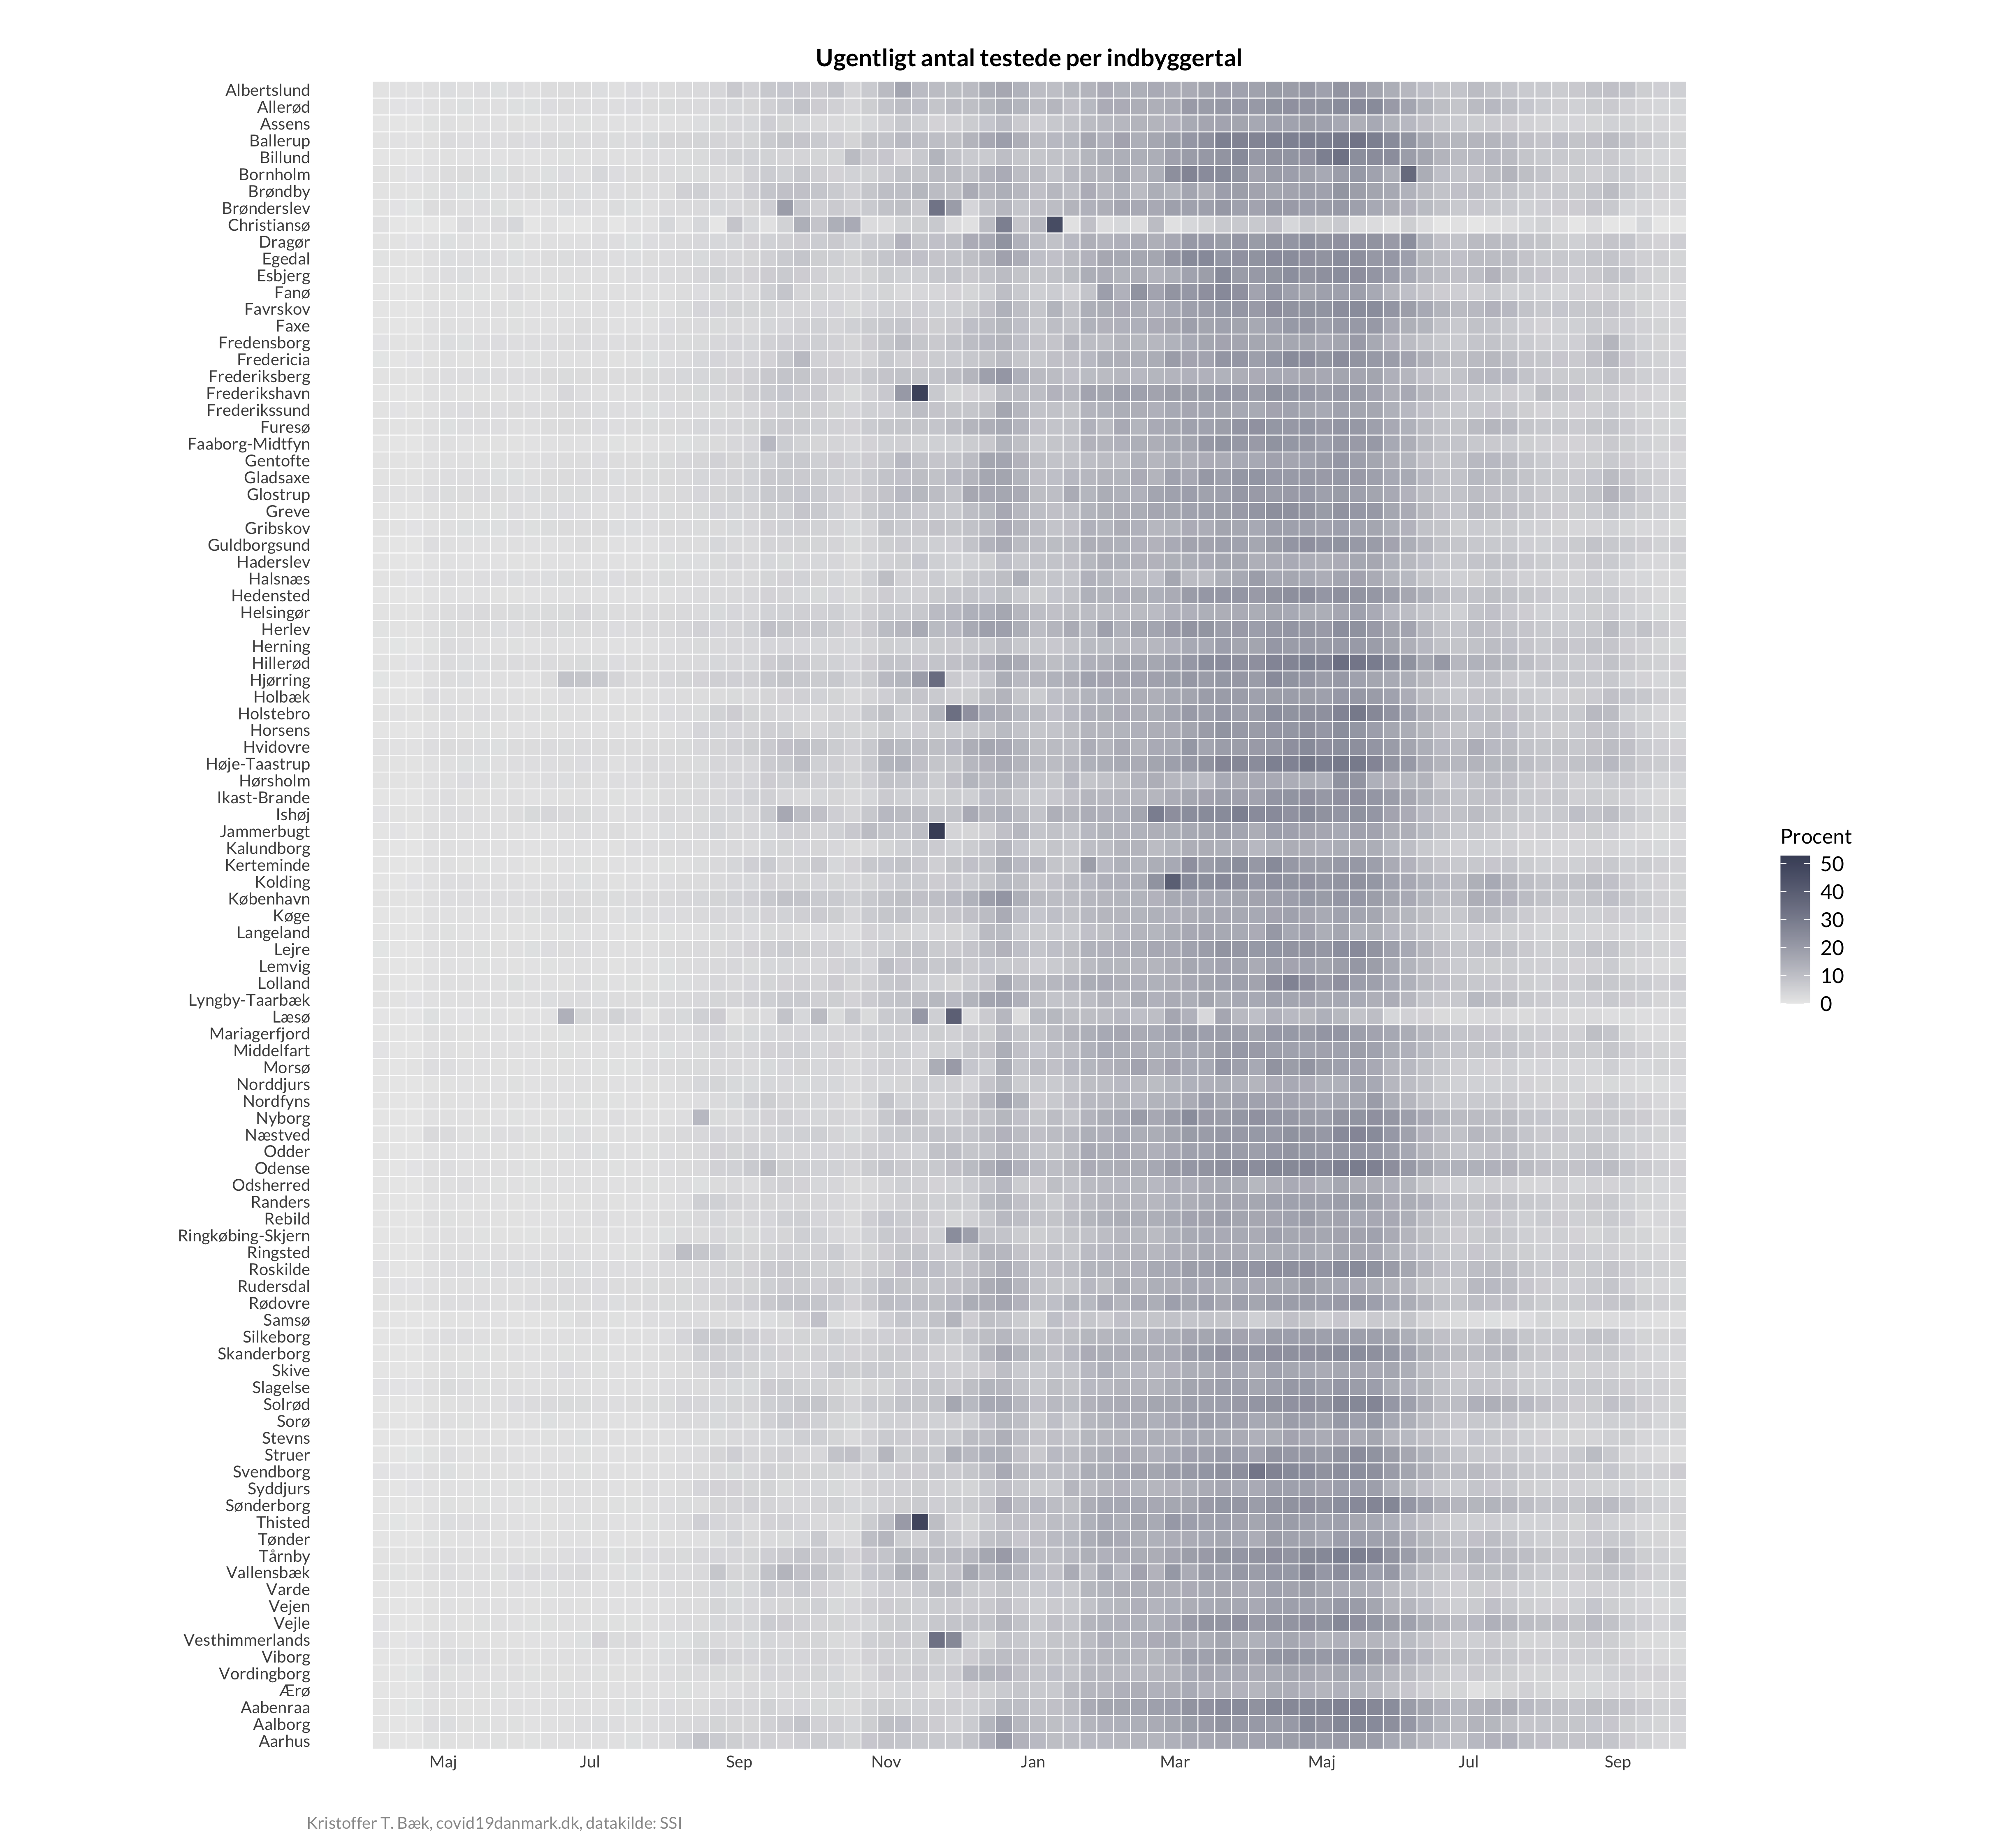 Ugentligt antal testede per indbyggertal
Albertslund
Allerød
Assens
Ballerup
Billund
Bornholm
Brøndby
Brønderslev
Christiansø
Dragør
Egedal
Esbjerg
Fanø
Favrskov
Faxe
Fredensborg
Fredericia
Frederiksberg
Frederikshavn
Frederikssund
Furesø
Faaborg-Midtfyn
Gentofte
Gladsaxe
Glostrup
Greve
Gribskov
Guldborgsund
Haderslev
Halsnæs
Hedensted
Helsingør
Herlev
Herning
Hillerød
Hjørring
Holbæk
Holstebro
Horsens
Hvidovre
Høje-Taastrup
Hørsholm
Ikast-Brande
Ishøj
Jammerbugt
Kalundborg
Kerteminde
Kolding
København
Køge
Langeland
Lejre
Lemvig
Lolland
Lyngby-Taarbæk
Læsø
Mariagerfjord
Middelfart
Morsø
Norddjurs
Nordfyns
Nyborg
Næstved
Odder
Odense
Odsherred
Randers
Rebild
Ringkøbing-Skjern
Ringsted
Roskilde
Rudersdal
Rødovre
Samsø
Silkeborg
Skanderborg
Skive
Slagelse
Solrød
Sorø
Stevns
Struer
Svendborg
Syddjurs
Sønderborg
Thisted
Tønder
Tårnby
Vallensbæk
Varde
Vejen
Vejle
Vesthimmerlands
Viborg
Vordingborg
Ærø
Aabenraa
Aalborg
Aarhus
Maj Jul Sep Nov Jan Mar Maj Jul Sep
Procent
50
40
30
20
10
0
Kristoffer T. Bæk, covid19danmark.dk, datakilde: SSI